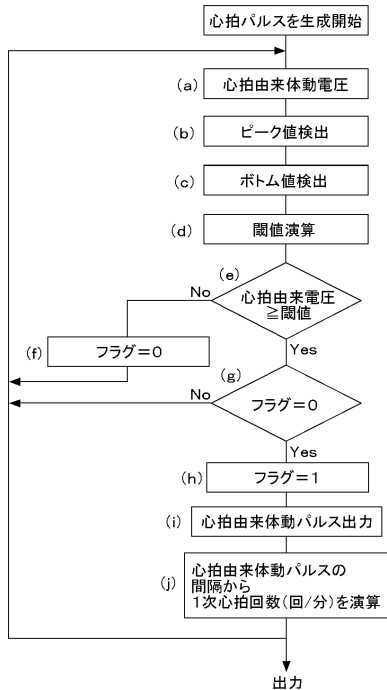 心拍パルスを生成開始
(a)
心拍由来体動電圧
(b)
ピーク値検出
(c)
ボトム値検出
(d)
閾値演算
(e)
No
心拍由来電圧
≧閾値
(f)
フラグ=0
Yes
(g)
No
フラグ=0
Yes
(h)
フラグ=1
(i)
心拍由来体動パルス出力
(j)
心拍由来体動パルスの
間隔から
1次心拍回数(回/分)を演算
出力